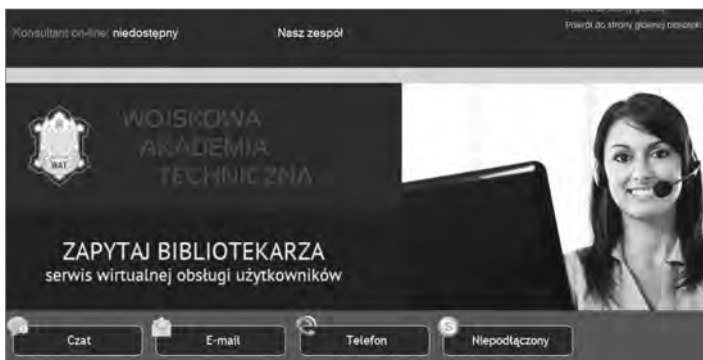 Konsultant on-line: niedostępny
Nasz zespół
Powrót do strony głównej biblioteki
WOJSKOWA
AKADEMIA
TECHNICZNA
WAT
ZAPYTAJ BIBLIOTEKARZA
serwis wirtualnej obsługi użytkowników
Czat
E-mail
Telefon
S
Niepodłączony